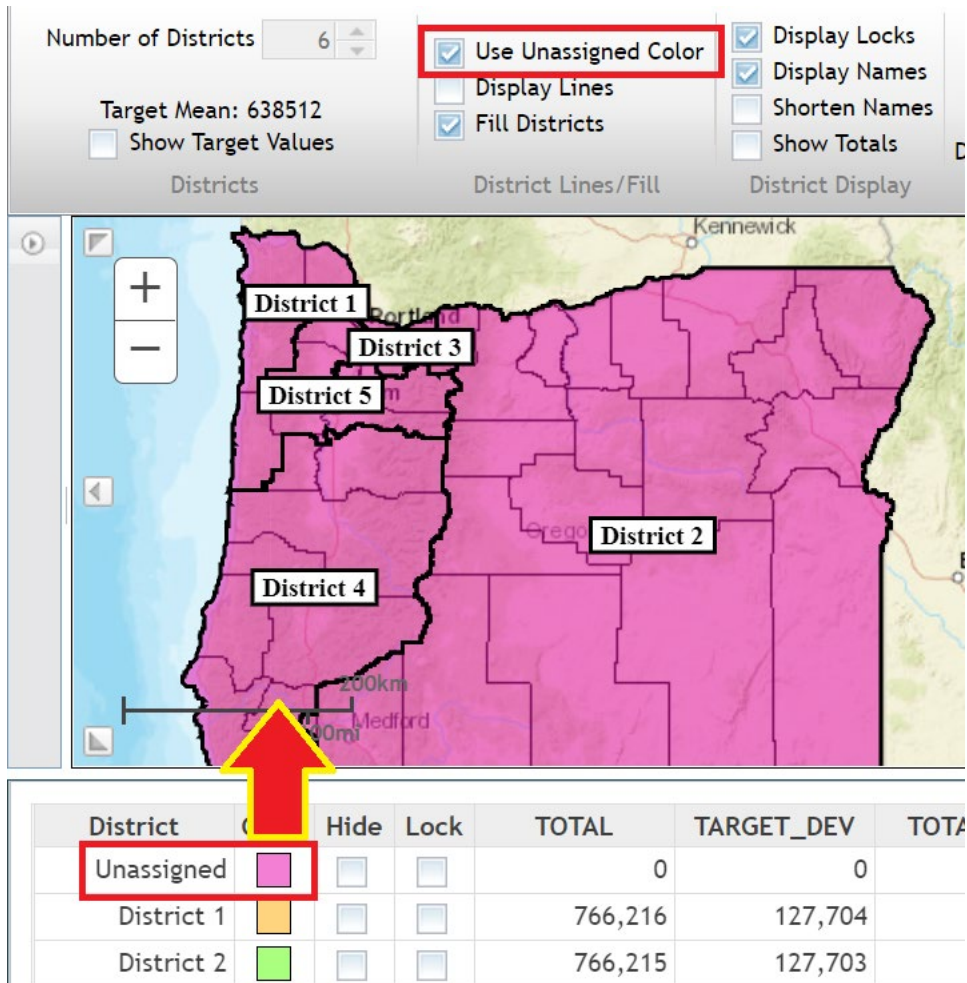 Number of Districts 6
Target Mean: 638512
Show Target Values
Districts
Use Unassigned Color
Display Lines
Fill Districts
District Lines/Fill
Display Locks
Display Names
Shorten Names
Show Totals
District Display
D
Kennewick
District 1
Portland
District 3
District 5
Orego
District 2
District 4
200km
Medford
District Hide Lock TOTAL TARGET_DEV TOTA
Unassigned 0 0
District 1 766,216 127,704
District 2 766,215 127,703